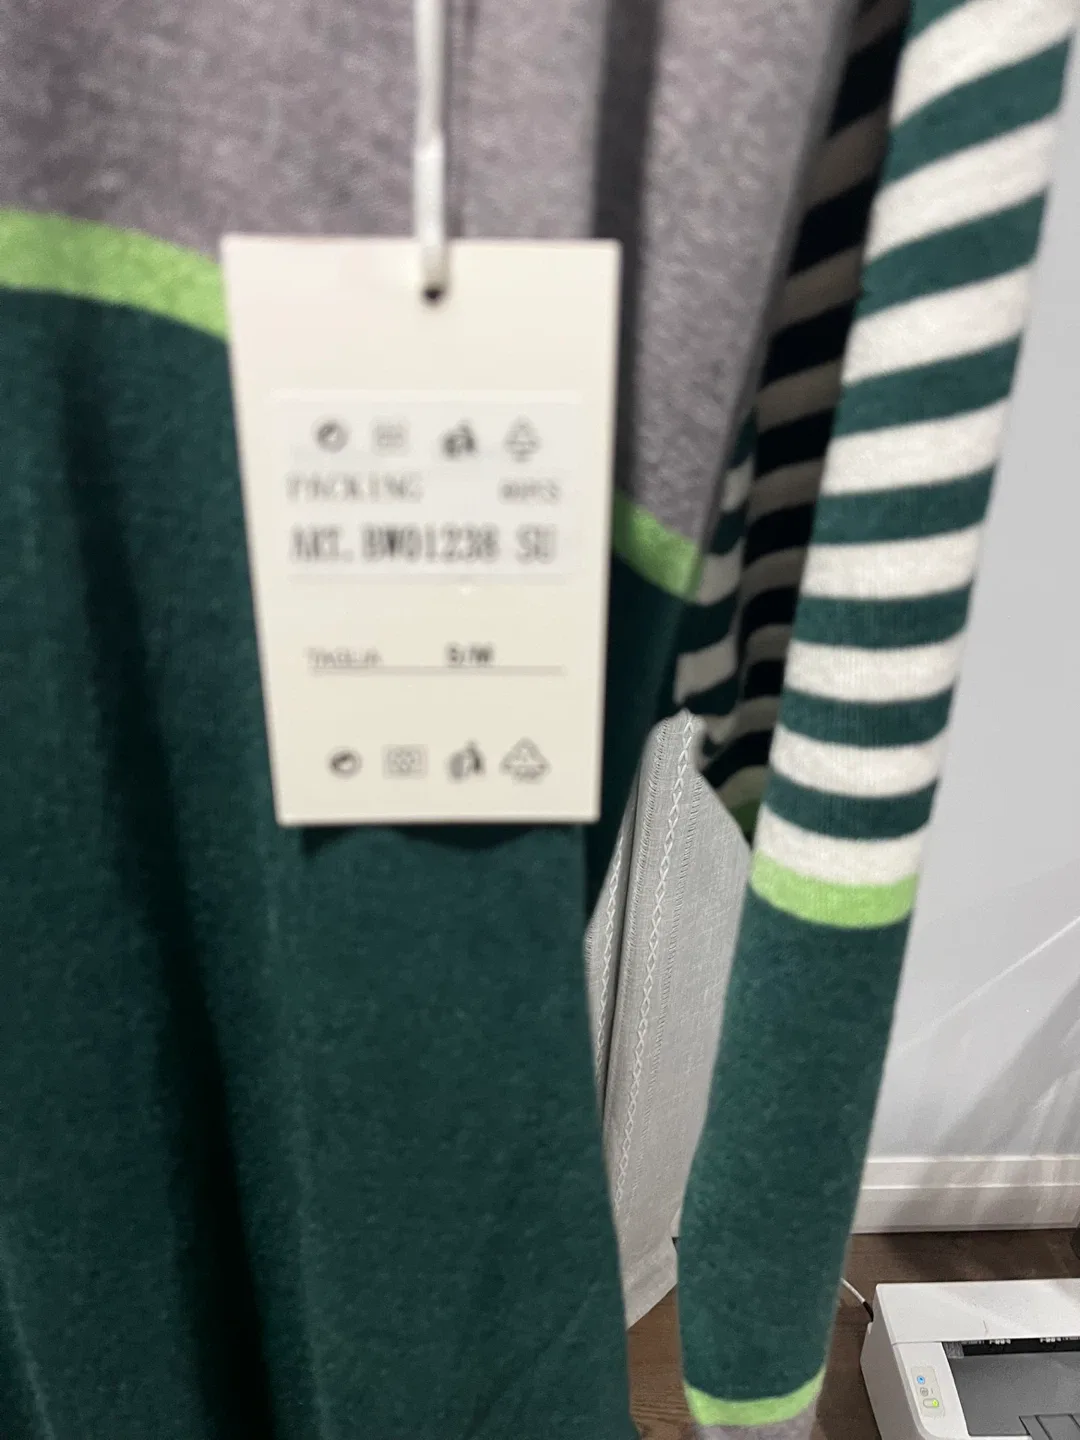 PACKING
ART. BW01238 SU
TAGLIA S/M